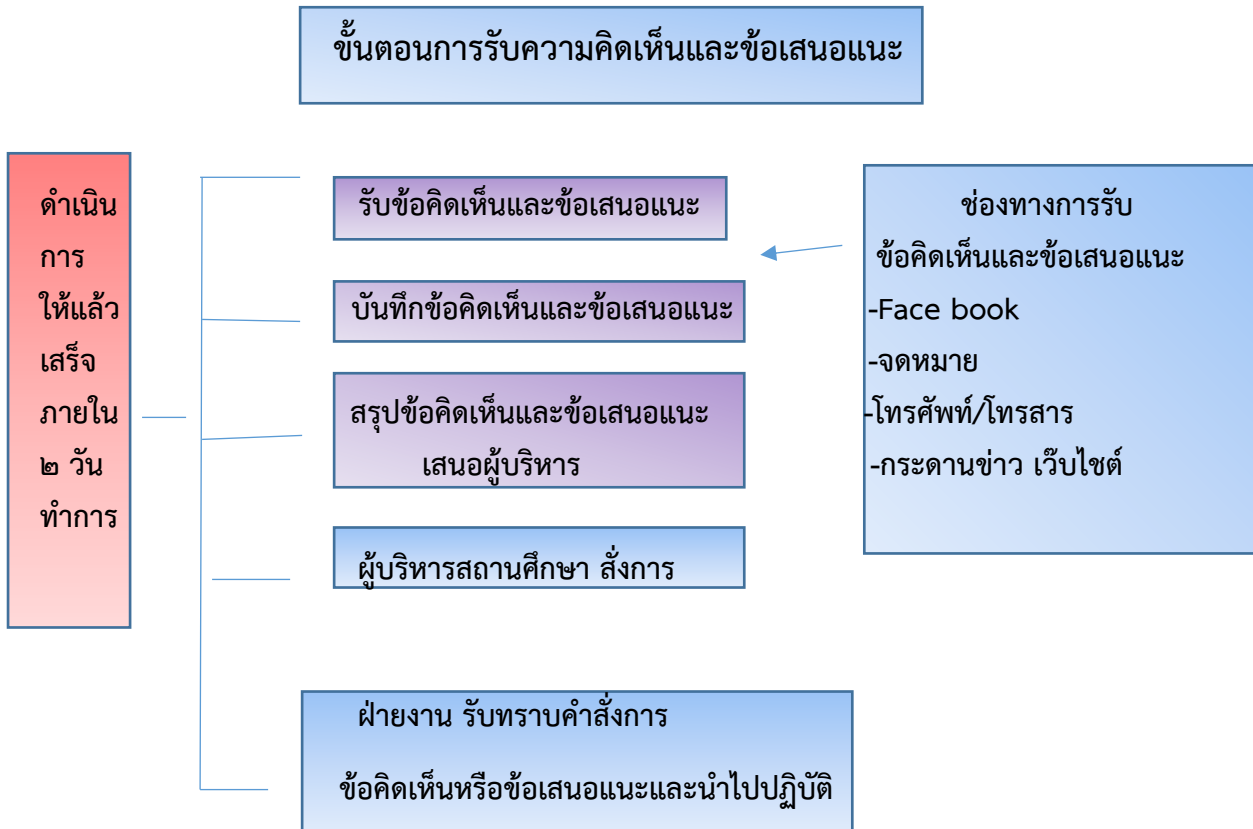 ขั้นตอนการรับความคิดเห็นและข้อเสนอแนะ
ดำเนิน
การ
ให้แล้ว
เสร็จ
ภายใน
๒ วัน
ทำการ
รับข้อคิดเห็นและข้อเสนอแนะ
บันทึกข้อคิดเห็นและข้อเสนอแนะ
สรุปข้อคิดเห็นและข้อเสนอแนะ
เสนอผู้บริหาร
ผู้บริหารสถานศึกษา สั่งการ
ฝ่ายงาน รับทราบคำสั่งการ
ข้อคิดเห็นหรือข้อเสนอแนะและนำไปปฏิบัติ
ช่องทางการรับ
ข้อคิดเห็นและข้อเสนอแนะ
-Face book
-จดหมาย
-โทรศัพท์/โทรสาร
-กระดานข่าว เว็บไชต์